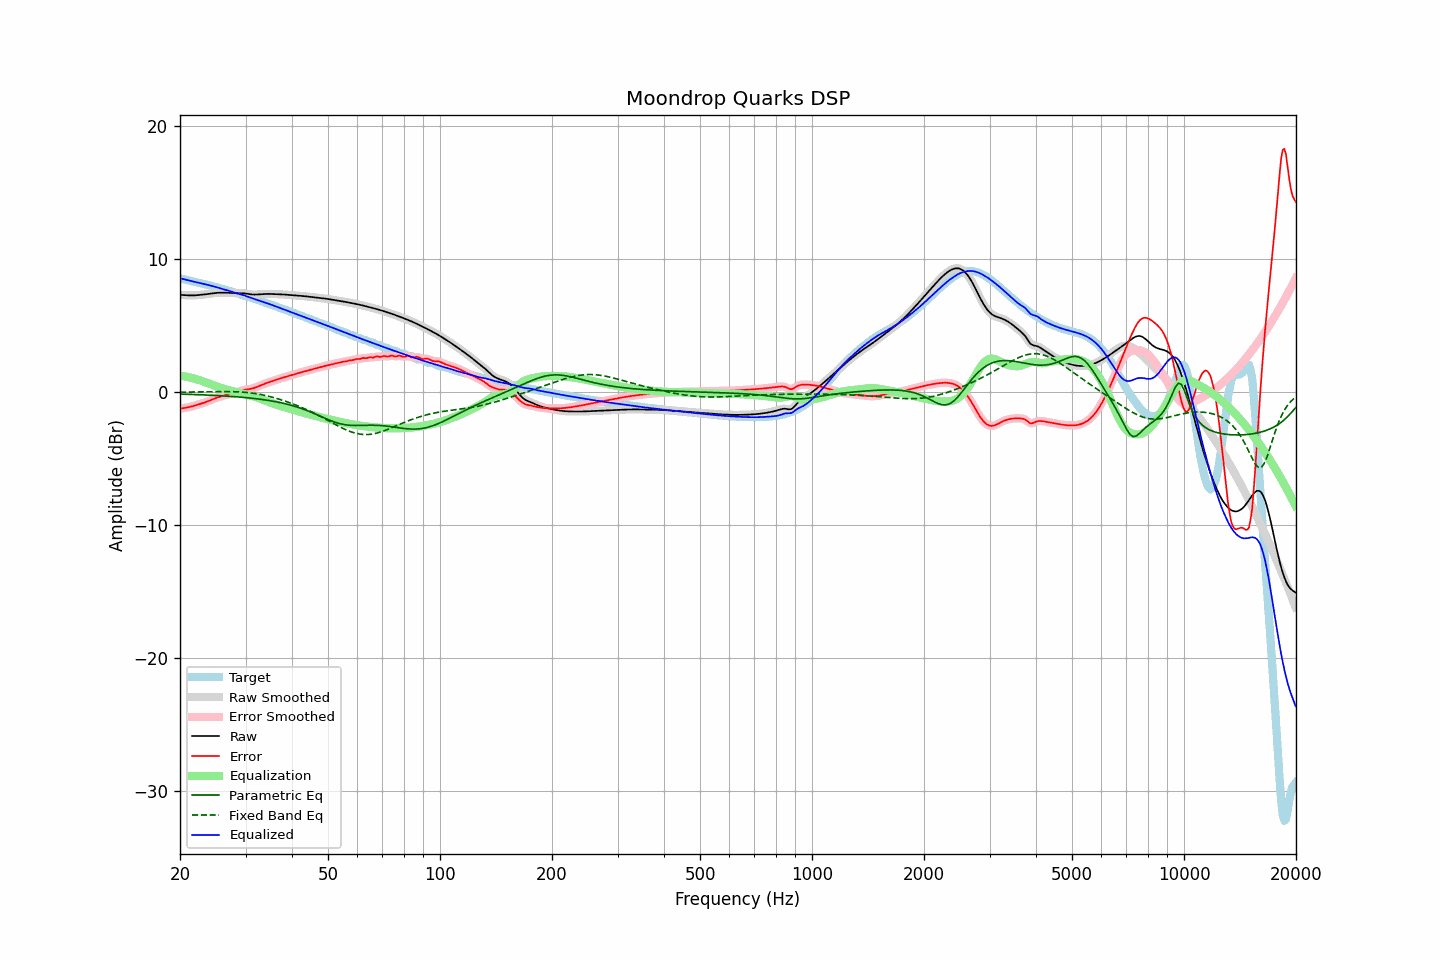 Moondrop Quarks DSP
20
10
0
−10
−20
−30
Amplitude (dBr)
Target
Raw Smoothed
Error Smoothed
Raw
Error
Equalization
Parametric Eq
Fixed Band Eq
Equalized
20 50 100 200 500 1000 2000 5000 10000 20000
Frequency (Hz)